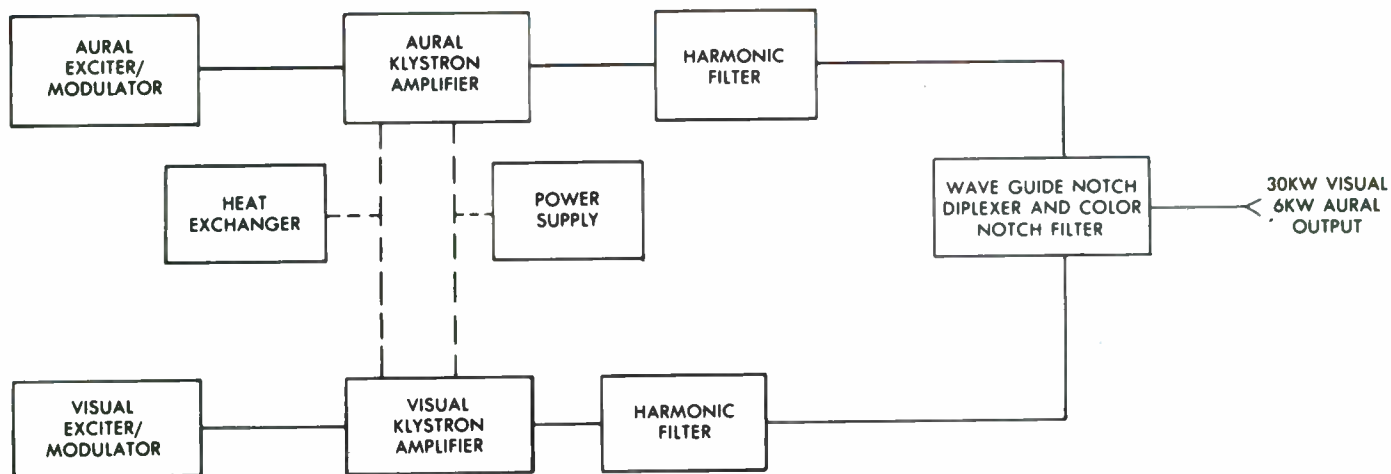 AURAL
EXCITER/
MODULATOR
AURAL
KLYSTRON
AMPLIFIER
HARMONIC
FILTER
HEAT
EXCHANGER
POWER
SUPPLY
WAVE GUIDE NOTCH
DIPLEXER AND COLOR
NOTCH FILTER
30KW VISUAL
6KW AURAL
OUTPUT
VISUAL
EXCITER/
MODULATOR
VISUAL
KLYSTRON
AMPLIFIER
HARMONIC
FILTER